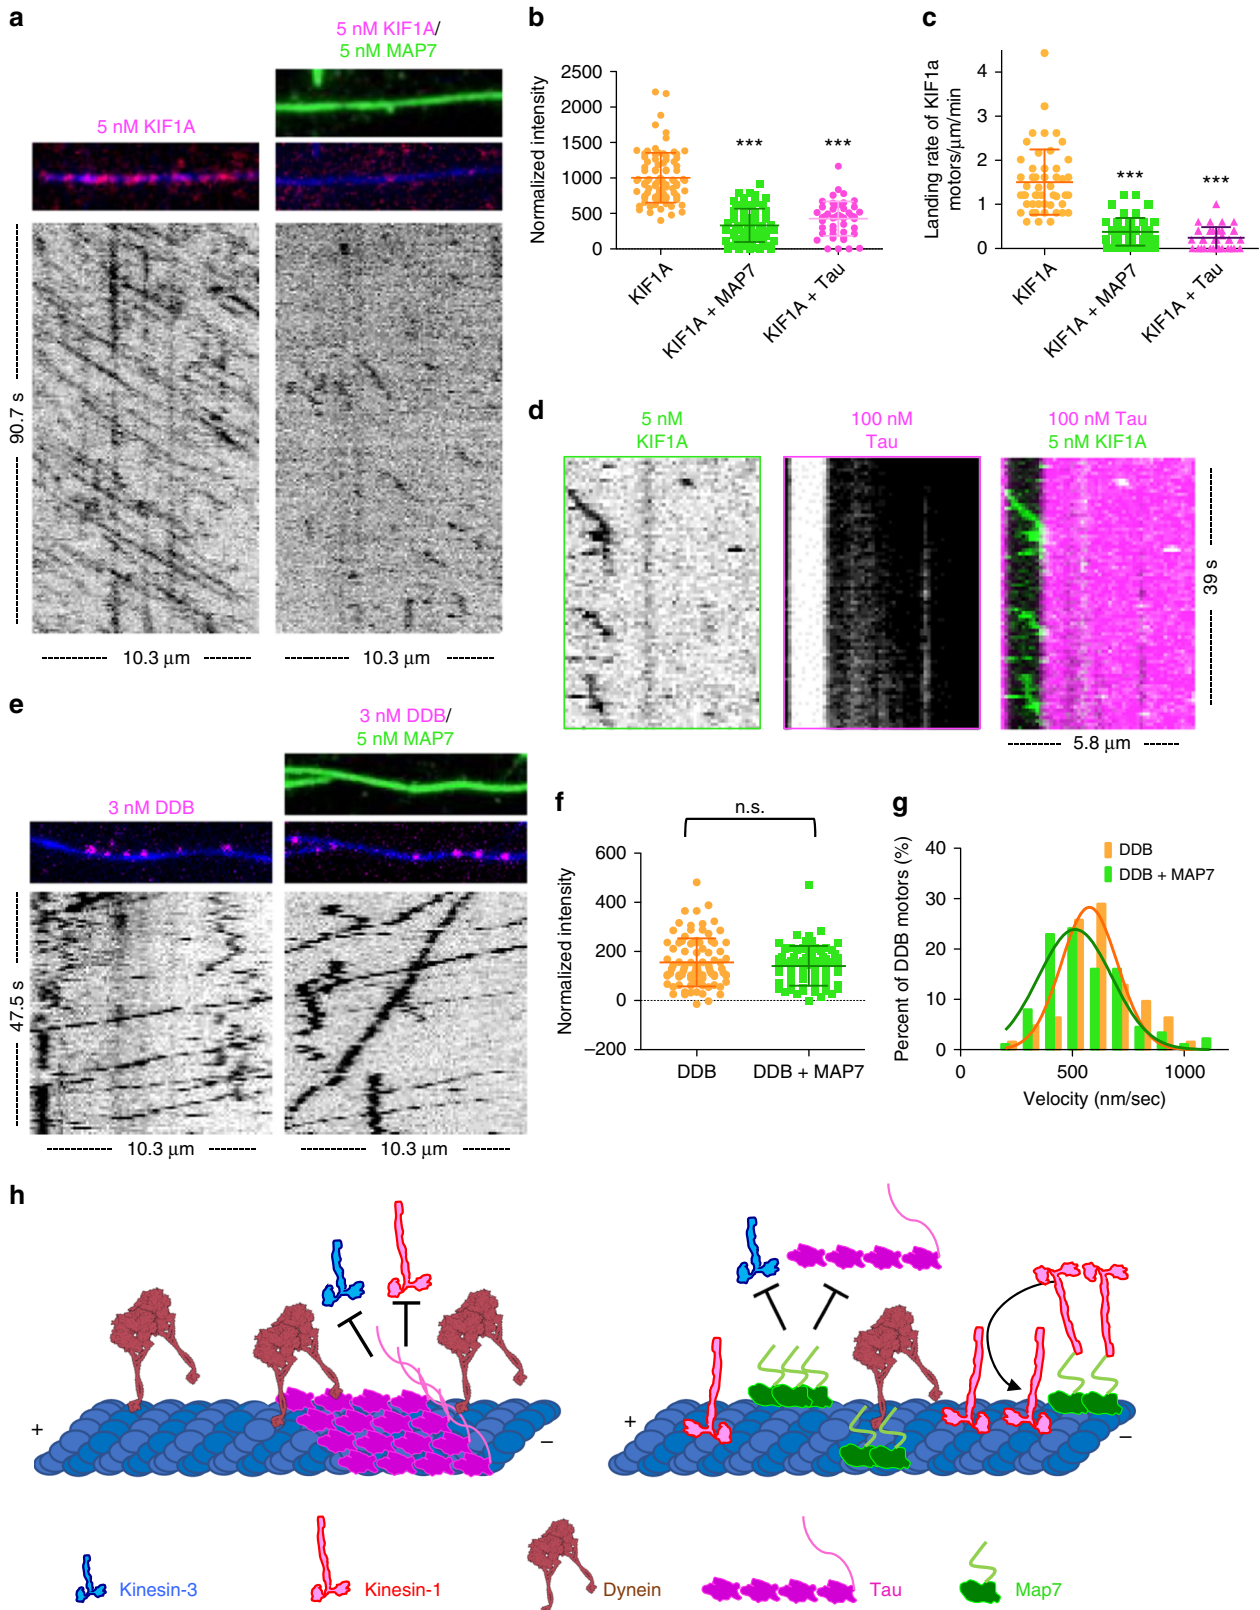 a
5 nM KIF1A
5 nM KIF1A/
5 nM MAP7
90.7 s
10.3 μm
10.3 μm
b
Normalized intensity
2500
2000
1500
1000
500
0
***
***
KIF1A
KIF1A + MAP7
KIF1A + Tau
c
Landing rate of KIF1a
motors/μm/min
5
4
3
2
1
0
***
***
KIF1A
KIF1A + MAP7
KIF1A + Tau
d
5 nM
KIF1A
100 nM
Tau
100 nM Tau
5 nM KIF1A
39 s
5.8 μm
e
3 nM DDB
3 nM DDB/
5 nM MAP7
47.5 s
10.3 μm
10.3 μm
f
n.s.
Normalized intensity
600
400
200
0
–200
DDB
DDB + MAP7
g
Percent of DDB motors (%)
40
30
20
10
0
DDB
DDB + MAP7
0
500
1000
Velocity (nm/sec)
h
+
–
+
–
Kinesin-3
Kinesin-1
Dynein
Tau
Map7